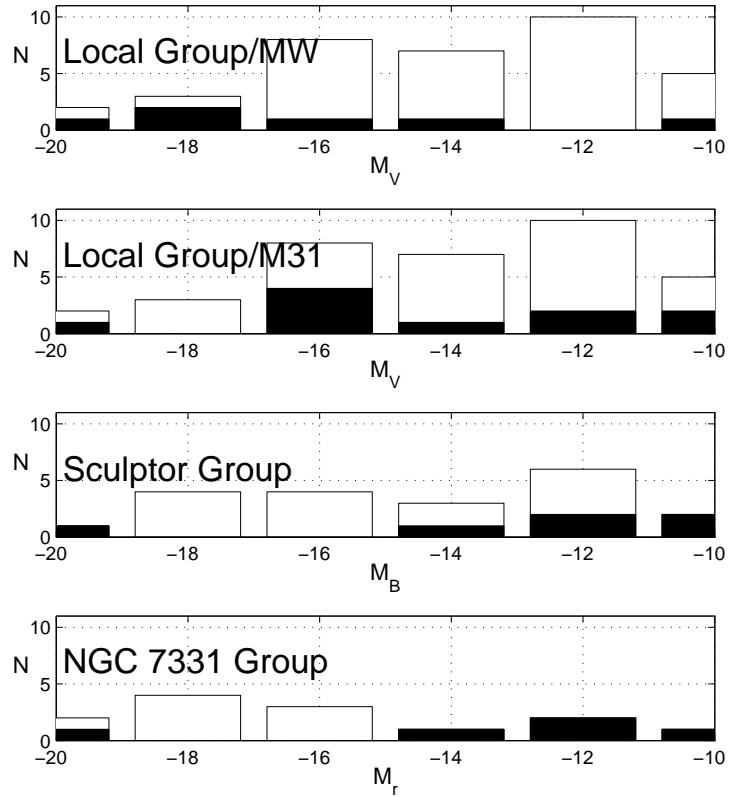 10
N
Local Group/MW
5
0
−20 −18 −16 −14 −12 −10
M_V
10
N
Local Group/M31
5
0
−20 −18 −16 −14 −12 −10
M_V
10
N
Sculptor Group
5
0
−20 −18 −16 −14 −12 −10
M_B
10
N
NGC 7331 Group
5
0
−20 −18 −16 −14 −12 −10
M_r